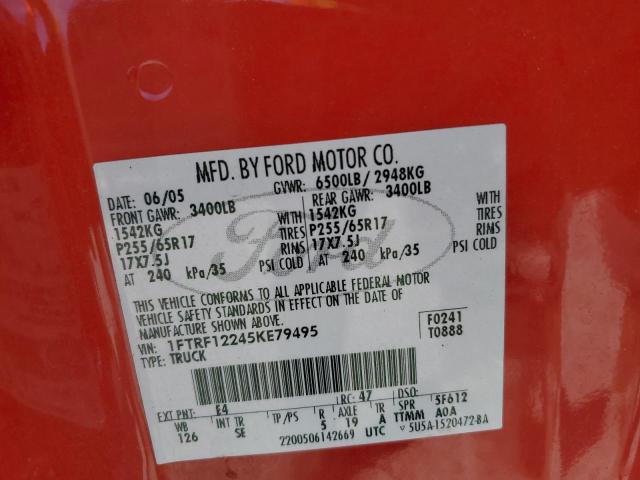 MFD. BY FORD MOTOR CO.
DATE: 06/05 GVWR: 6500LB/ 2948KG
FRONT GAWR: 3400LB REAR GAWR: 3400LB
1542KG WITH 1542KG WITH
P255/65R17 TIRES P255/65R17 TIRES
17X7.5J RIMS 17X7.5J RIMS
AT 240 kPa/35 PSI COLD AT 240 kPa/35 PSI COLD
Ford
THIS VEHICLE CONFORMS TO ALL APPLICABLE FEDERAL MOTOR
VEHICLE SAFETY STANDARDS IN EFFECT ON THE DATE OF
MANUFACTURE SHOWN ABOVE.
VIN: 1FTRF12245KE79495 F0241
TYPE: TRUCK T0888
EXT PNT: E4 RC: 47 DSO: 5F612
WB INT TR TP/PS R AXLE TR SPR
126 SE 5 19 A TTMM A0A
2200506142669 UTC ▽5U5A-1520472-BA